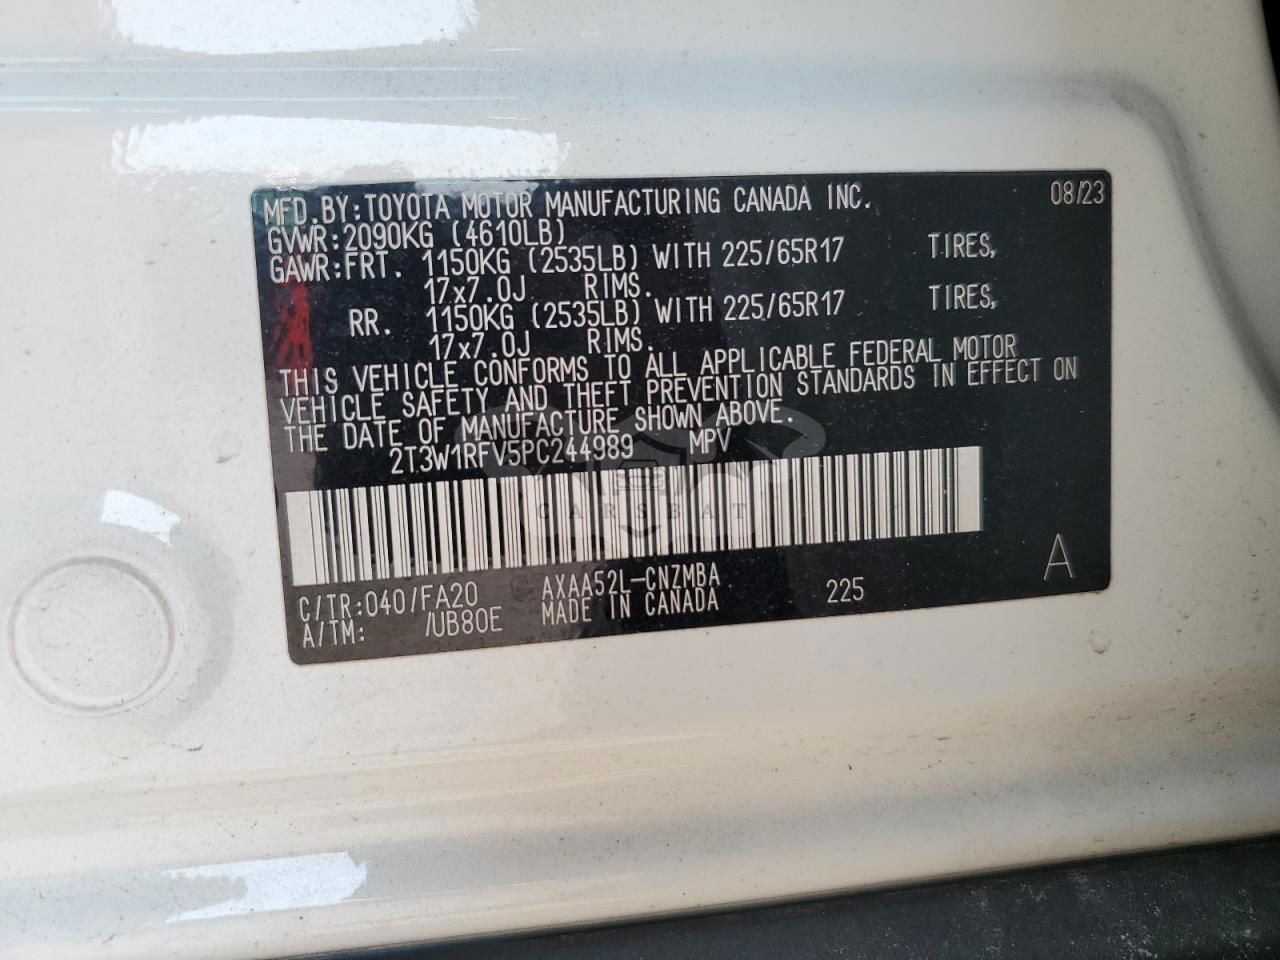 MFD.BY:TOYOTA MOTOR MANUFACTURING CANADA INC. 08/23
GVWR:2090KG (4610LB)
GAWR:FRT. 1150KG (2535LB) WITH 225/65R17 TIRES,
17x7.0J RIMS.
RR. 1150KG (2535LB) WITH 225/65R17 TIRES,
17x7.0J RIMS.
THIS VEHICLE CONFORMS TO ALL APPLICABLE FEDERAL MOTOR
VEHICLE SAFETY AND THEFT PREVENTION STANDARDS IN EFFECT ON
THE DATE OF MANUFACTURE SHOWN ABOVE.
2T3W1RFV5PC244989 MPV
CARSBAT
C/TR:040/FA20 AXAA52L-CNZMBA 225 A
A/TM: /UB80E MADE IN CANADA